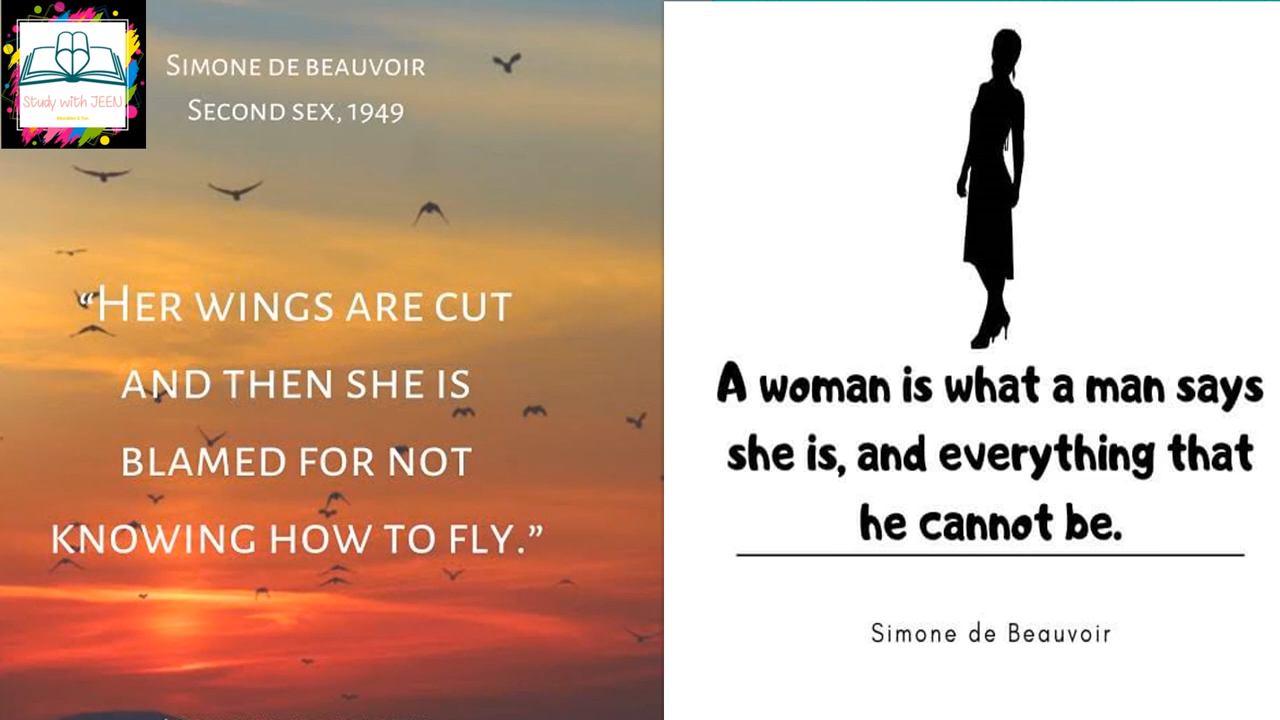 Study with JEEN
Education & Fun
SIMONE DE BEAUVOIR
SECOND SEX, 1949
“HER WINGS ARE CUT
AND THEN SHE IS
BLAMED FOR NOT
KNOWING HOW TO FLY.”
A woman is what a man says
she is, and everything that
he cannot be.
Simone de Beauvoir